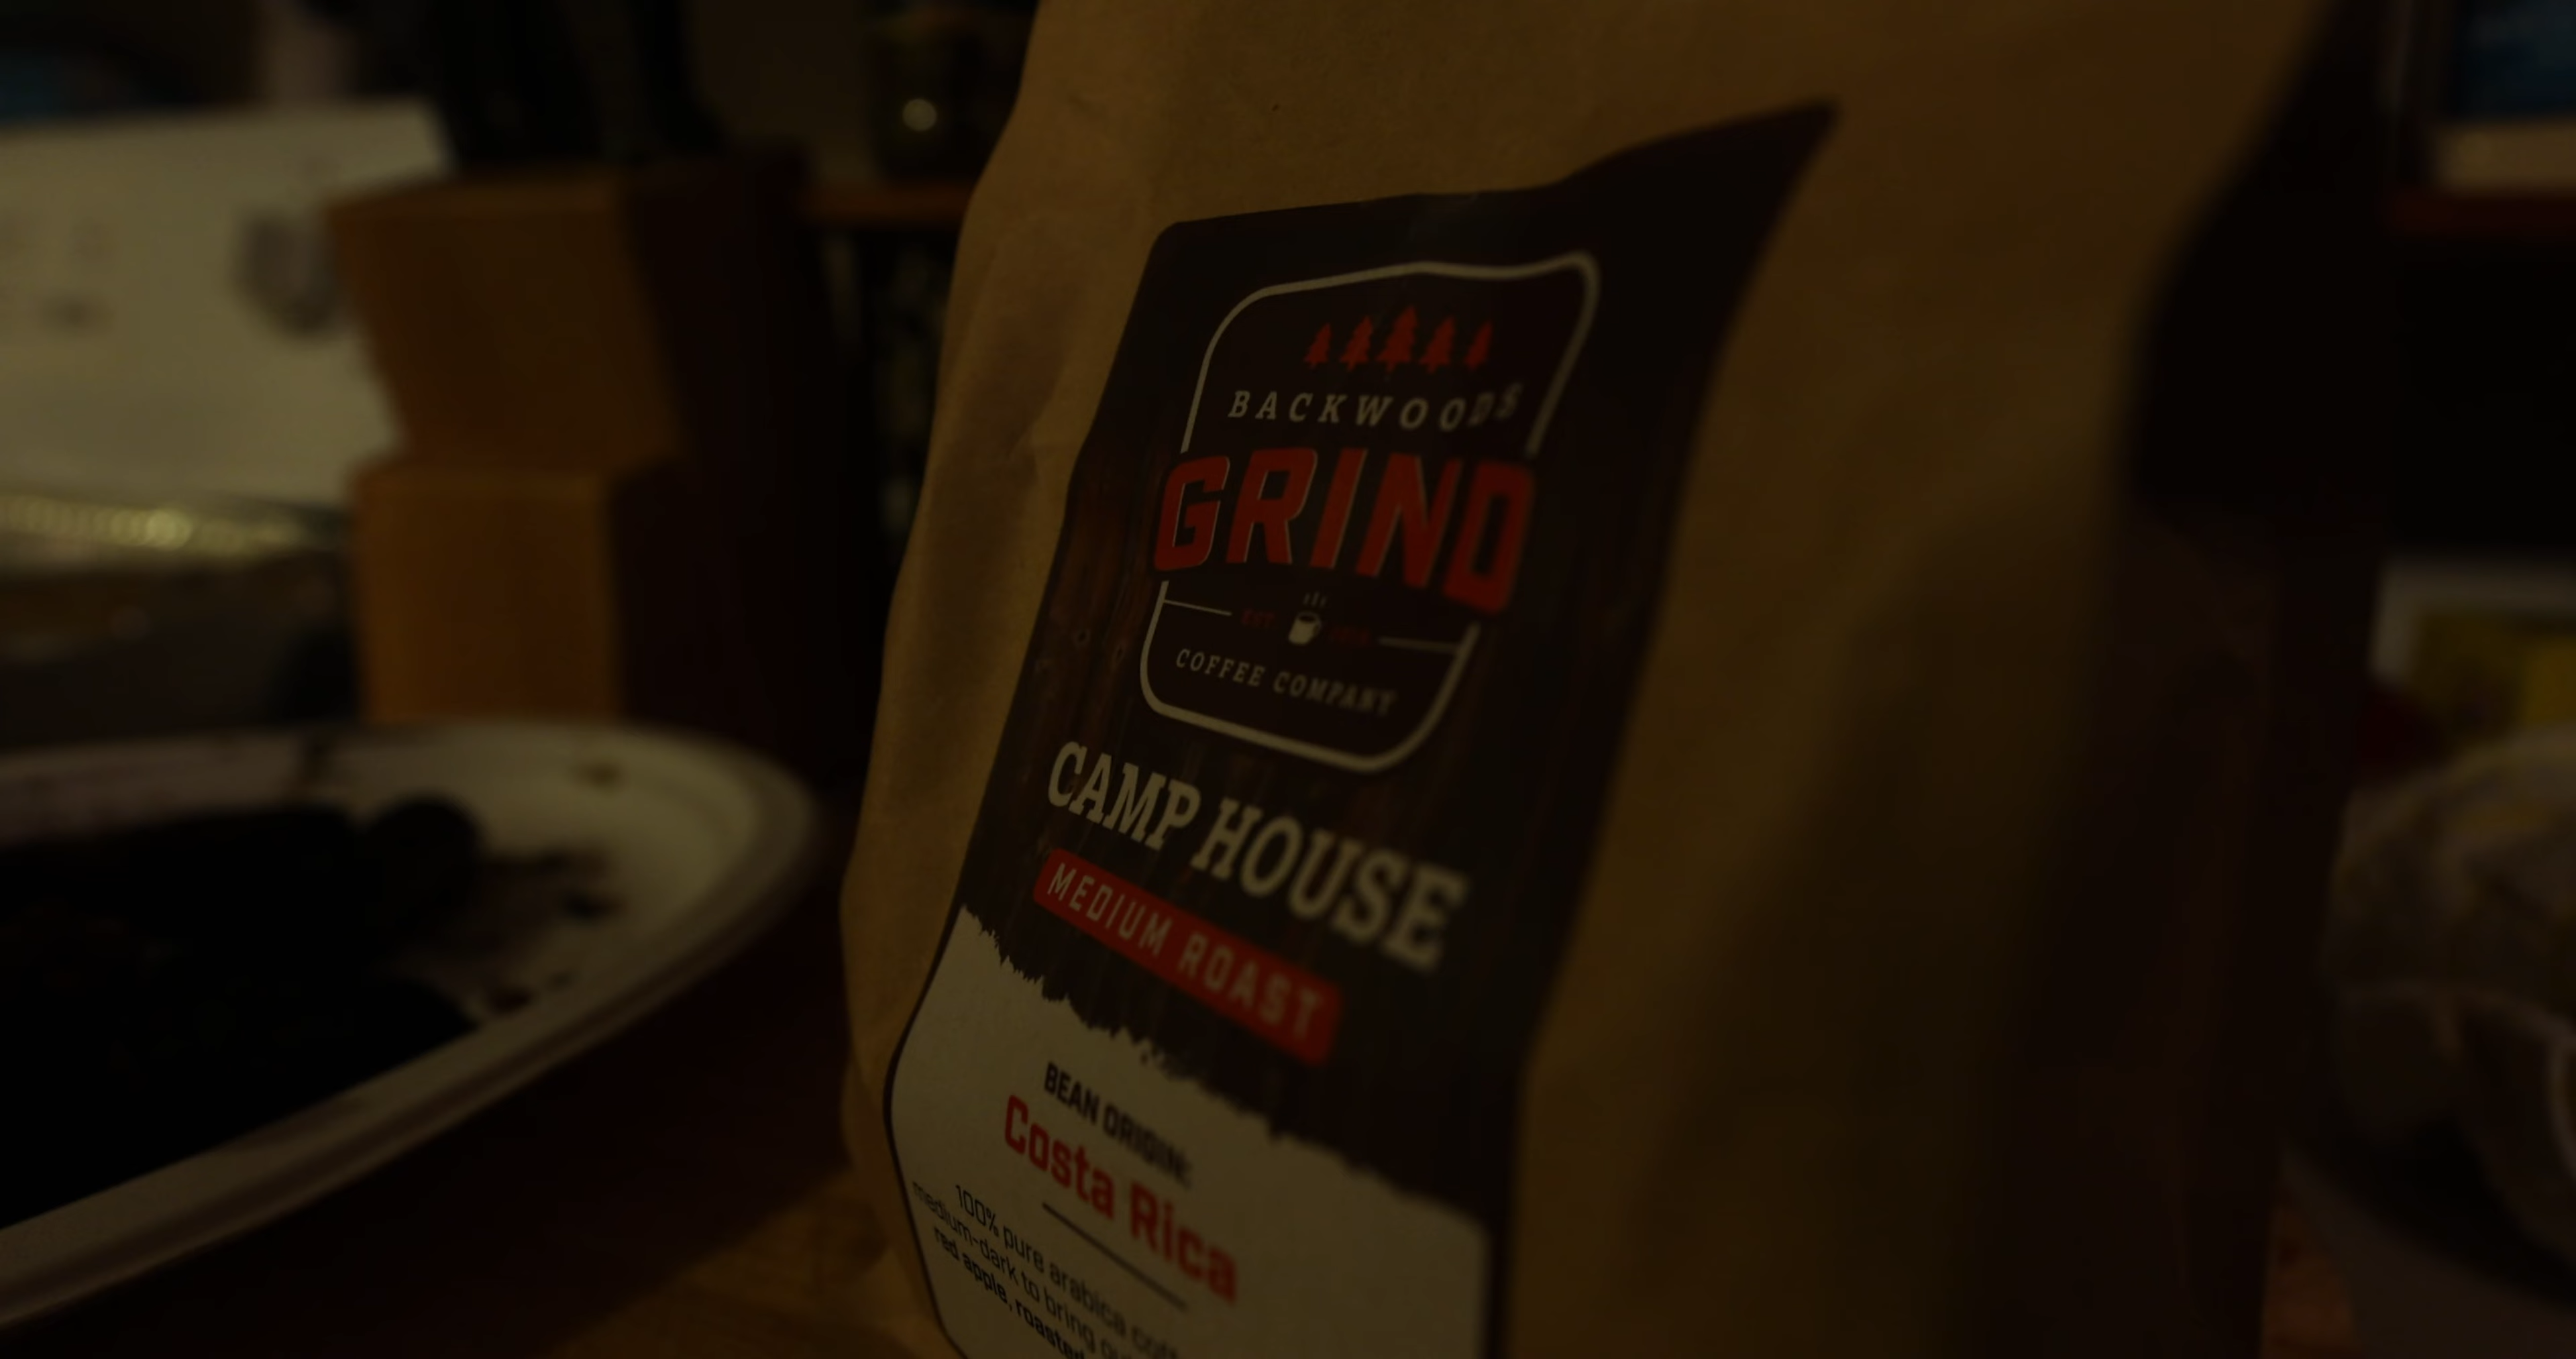 BACKWOODS
GRIND
EST
COFFEE COMPANY
CAMP HOUSE
MEDIUM ROAST
BEAN ORIGIN:
Costa Rica
100% pure arabica
medium-dark to bring
red apple, roasted